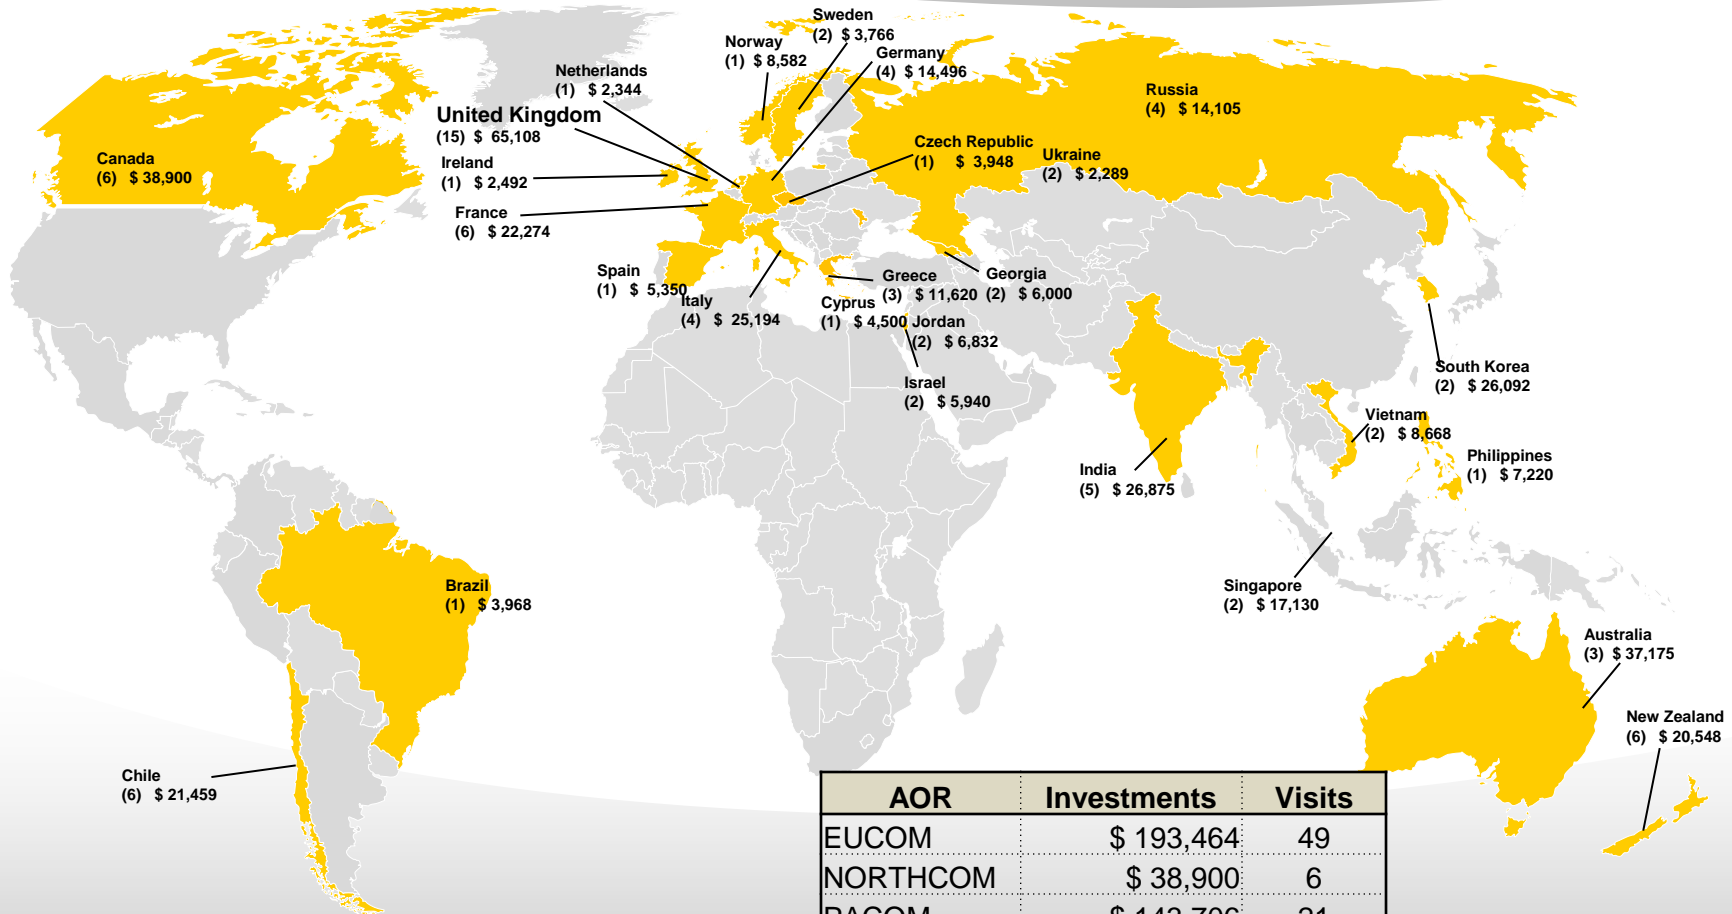 Sweden
(2) $ 3,766
Norway
(1) $ 8,582
Germany
(4) $ 14,496
Netherlands
(1) $ 2,344
United Kingdom
(15) $ 65,108
Russia
(4) $ 14,105
Czech Republic
(1) $ 3,948
Ukraine
(2) $ 2,289
Canada
(6) $ 38,900
Ireland
(1) $ 2,492
France
(6) $ 22,274
Spain
(1) $ 5,350
Italy
(4) $ 25,194
Greece
(3) $ 11,620
Georgia
(2) $ 6,000
Cyprus
(1) $ 4,500
Jordan
(2) $ 6,832
Israel
(2) $ 5,940
South Korea
(2) $ 26,092
Vietnam
(2) $ 8,668
Philippines
(1) $ 7,220
India
(5) $ 26,875
Singapore
(2) $ 17,130
Brazil
(1) $ 3,968
Australia
(3) $ 37,175
New Zealand
(6) $ 20,548
Chile
(6) $ 21,459
AOR Investments Visits
EUCOM $ 193,464 49
NORTHCOM $ 38,900 6
PACOM $ 143,706 21